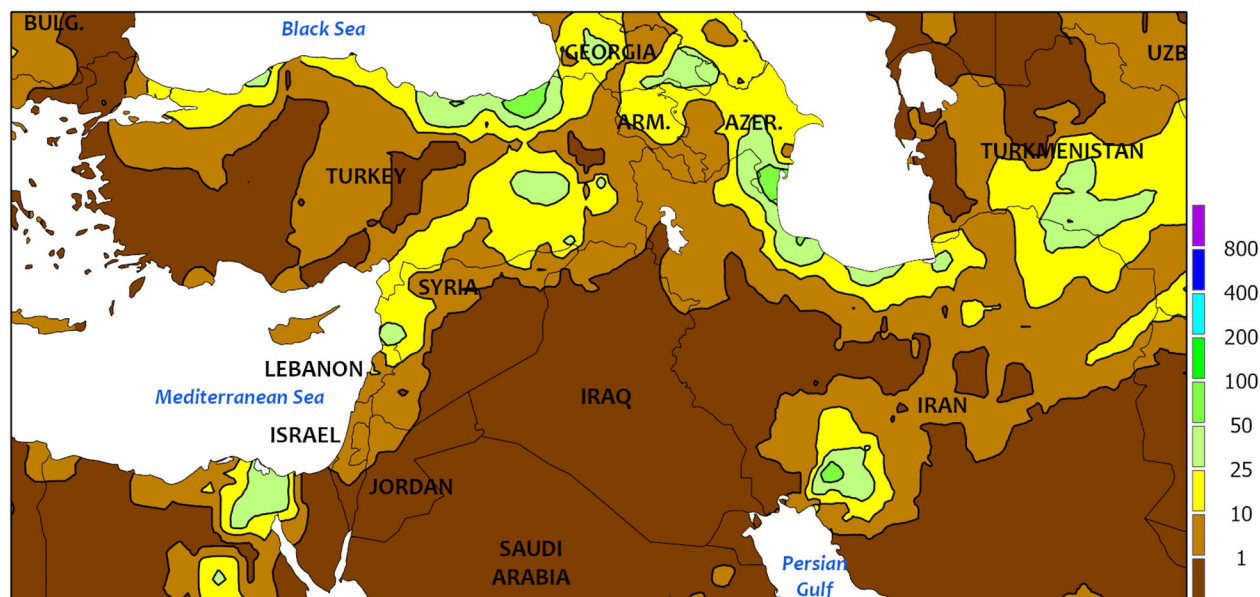 BULG.
Black Sea
GEORGIA
UZB
ARM.
AZER.
TURKMENISTAN
TURKEY
SYRIA
LEBANON
Mediterranean Sea
IRAQ
IRAN
ISRAEL
JORDAN
SAUDI
ARABIA
Persian
Gulf
800
400
200
100
50
25
10
1